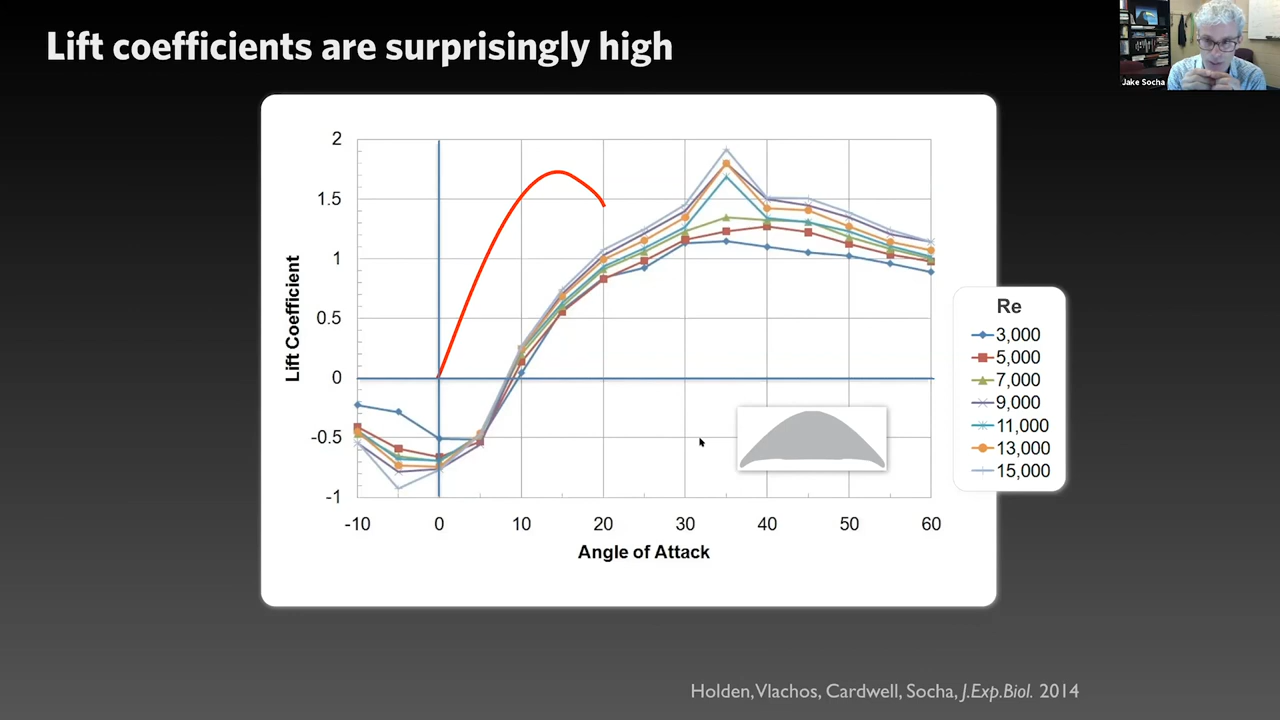 Lift coefficients are surprisingly high
Jake Socha
2
1.5
1
0.5
0
-0.5
-1
Lift Coefficient
-10 0 10 20 30 40 50 60
Angle of Attack
Re
3,000
5,000
7,000
9,000
11,000
13,000
15,000
Holden, Vlachos, Cardwell, Socha, J.Exp.Biol. 2014